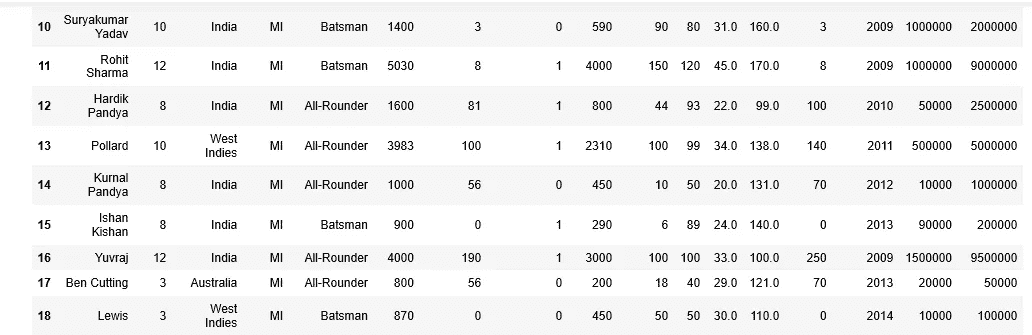 10 Suryakumar Yadav 10 India MI Batsman 1400 3 0 590 90 80 31.0 160.0 3 2009 1000000 2000000
11 Rohit Sharma 12 India MI Batsman 5030 8 1 4000 150 120 45.0 170.0 8 2009 1000000 9000000
12 Hardik Pandya 8 India MI All-Rounder 1600 81 1 800 44 93 22.0 99.0 100 2010 50000 2500000
13 Pollard 10 West Indies MI All-Rounder 3983 100 1 2310 100 99 34.0 138.0 140 2011 500000 5000000
14 Kurnal Pandya 8 India MI All-Rounder 1000 56 0 450 10 50 20.0 131.0 70 2012 10000 1000000
15 Ishan Kishan 8 India MI Batsman 900 0 1 290 6 89 24.0 140.0 0 2013 90000 200000
16 Yuvraj 12 India MI All-Rounder 4000 190 1 3000 100 100 33.0 100.0 250 2009 1500000 9500000
17 Ben Cutting 3 Australia MI All-Rounder 800 56 0 200 18 40 29.0 121.0 70 2013 20000 50000
18 Lewis 3 West Indies MI Batsman 870 0 0 450 50 50 30.0 110.0 0 2014 10000 100000